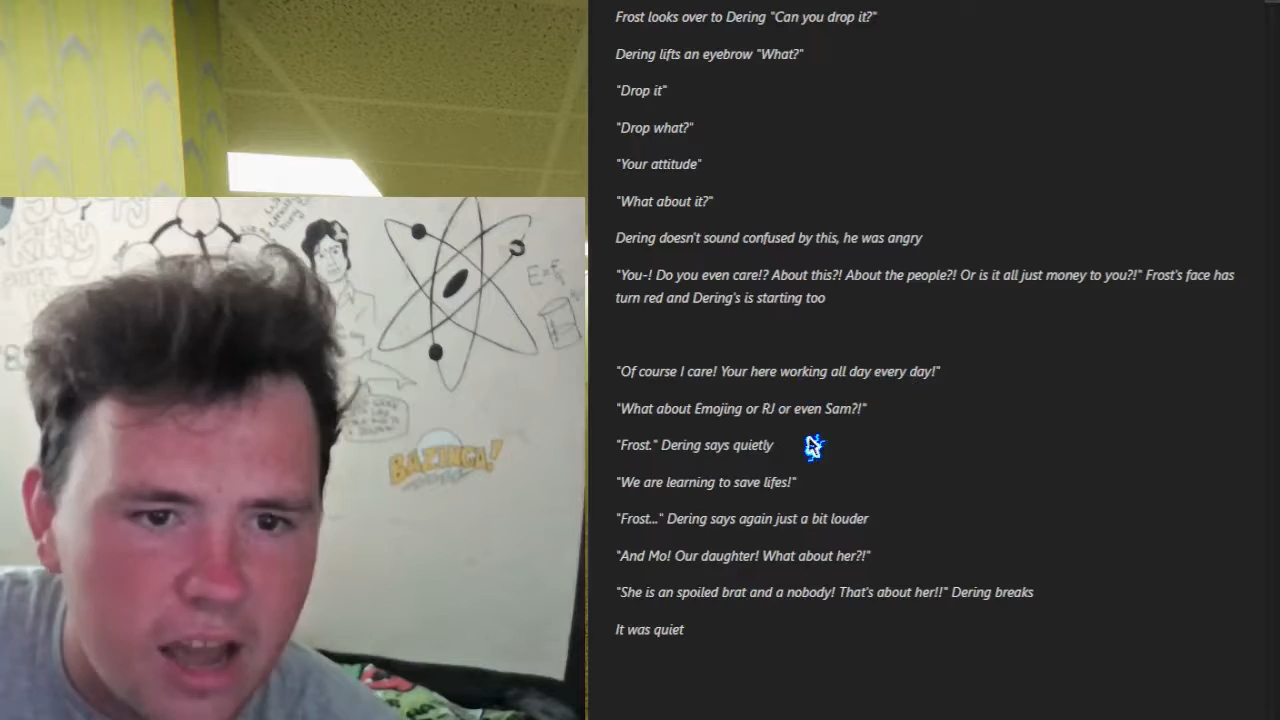 Frost looks over to Dering "Can you drop it?"
Dering lifts an eyebrow "What?"
"Drop it"
"Drop what?"
"Your attitude"
"What about it?"
Dering doesn't sound confused by this, he was angry
"You-! Do you even care!? About this?! About the people?! Or is it all just money to you?!" Frost's face has
turn red and Dering's is starting too
"Of course I care! Your here working all day every day!"
"What about Emojing or RJ or even Sam?!"
"Frost." Dering says quietly
"We are learning to save lifes!"
"Frost..." Dering says again just a bit louder
"And Mo! Our daughter! What about her?!"
"She is an spoiled brat and a nobody! That's about her!!" Dering breaks
It was quiet
Kitty
BAZINGA!